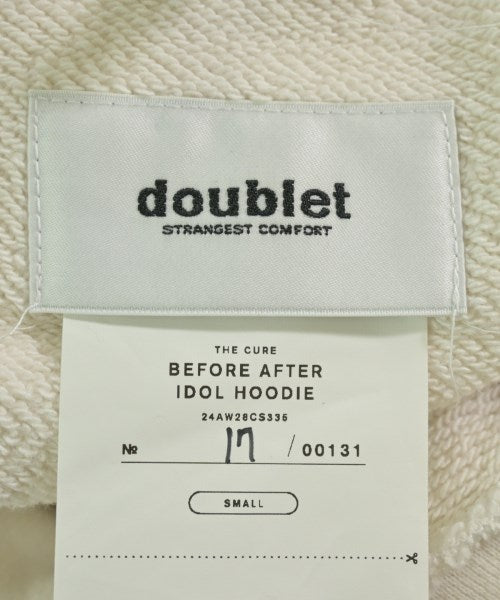 doublet
STRANGEST COMFORT
THE CURE
BEFORE AFTER
IDOL HOODIE
24AW28CS335
№ 17 / 00131
SMALL